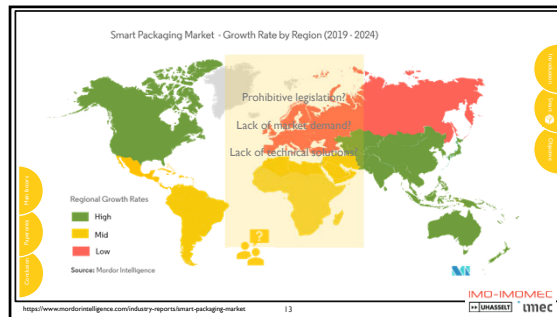 Smart Packaging Market - Growth Rate by Region (2019 - 2024)
Prohibitive legislation?
Lack of market demand?
Lack of technical solutions?
Regional Growth Rates
High
Mid
Low
Source: Mordor Intelligence
?
https://www.mordorintelligence.com/industry-reports/smart-packaging-market
13
IMO-IMOMEC
UHASSELT
imec